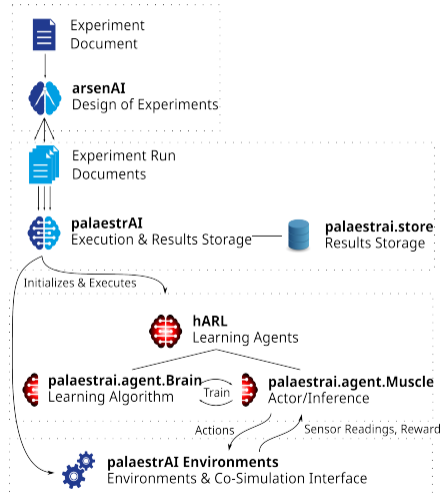 Experiment
Document
arsenAI
Design of Experiments
Experiment Run
Documents
palaestrAI
Execution & Results Storage
palaestrai.store
Results Storage
Initializes & Executes
hARL
Learning Agents
palaestrai.agent.Brain
Learning Algorithm
Train
palaestrai.agent.Muscle
Actor/Inference
Actions
Sensor Readings, Reward
palaestrAI Environments
Environments & Co-Simulation Interface